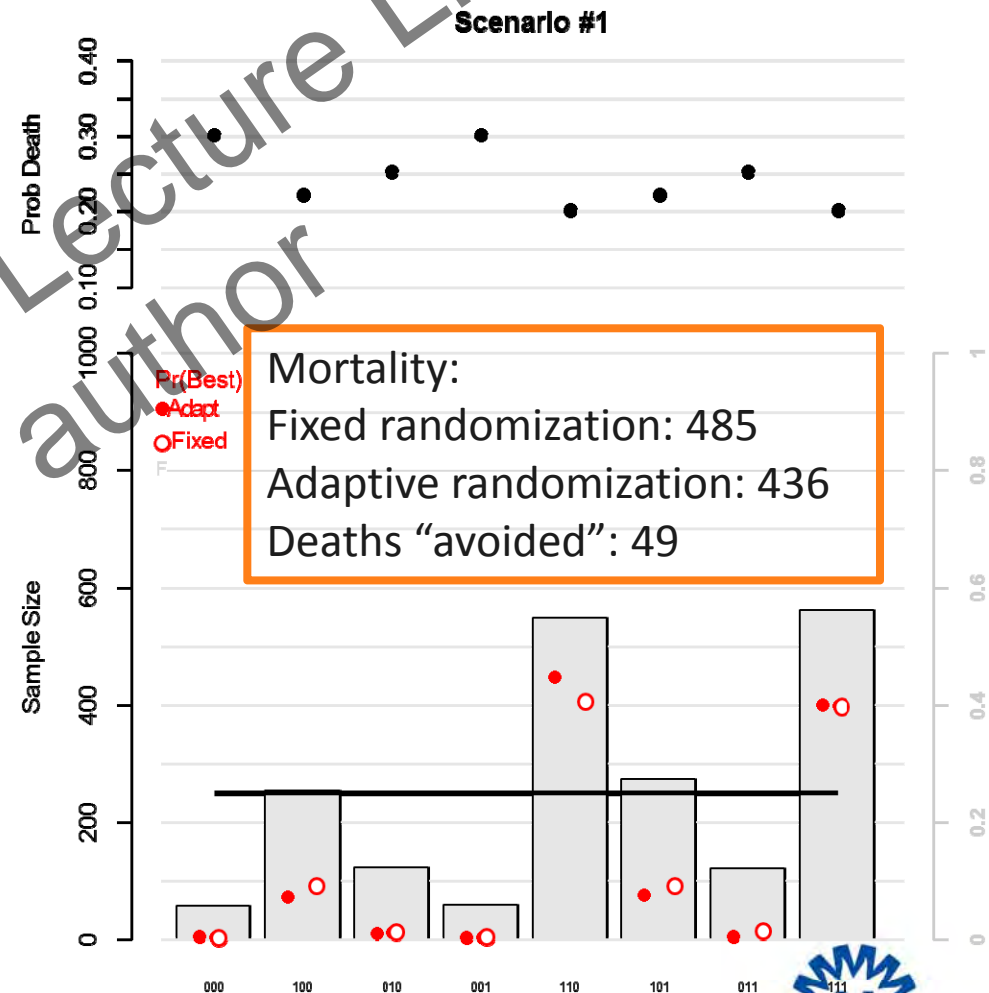 Lecture
author
Scenario #1
Prob Death
0.40
0.30
0.20
0.10
Pr(Best)
Adapt
Fixed
F
Mortality:
Fixed randomization: 485
Adaptive randomization: 436
Deaths “avoided”: 49
Sample Size
1000
800
600
400
200
0
1
0.8
0.6
0.4
0.2
0
000 100 010 001 110 101 011 111